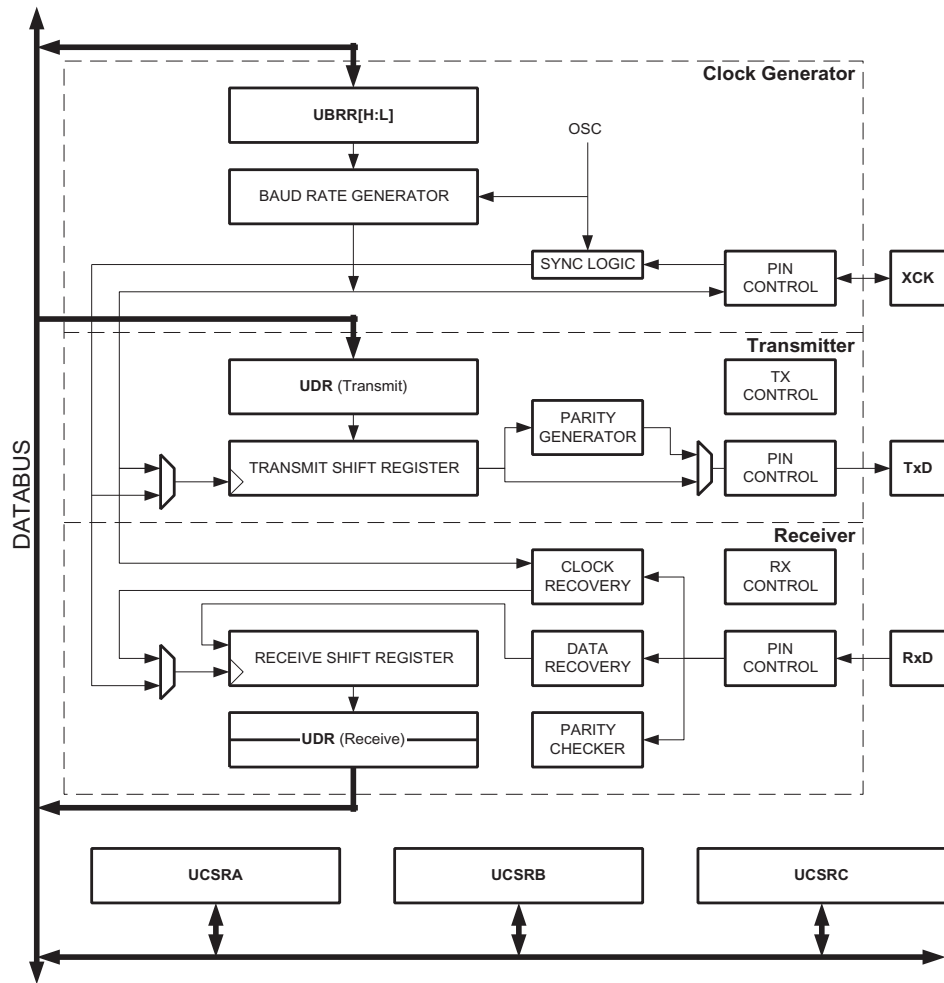 Clock Generator
UBRR[H:L]
OSC
BAUD RATE GENERATOR
SYNC LOGIC
PIN
CONTROL
XCK
Transmitter
UDR (Transmit)
TX
CONTROL
PARITY
GENERATOR
TRANSMIT SHIFT REGISTER
PIN
CONTROL
TxD
DATABUS
Receiver
CLOCK
RECOVERY
RX
CONTROL
RECEIVE SHIFT REGISTER
DATA
RECOVERY
PIN
CONTROL
RxD
UDR (Receive)
PARITY
CHECKER
UCSRA
UCSRB
UCSRC